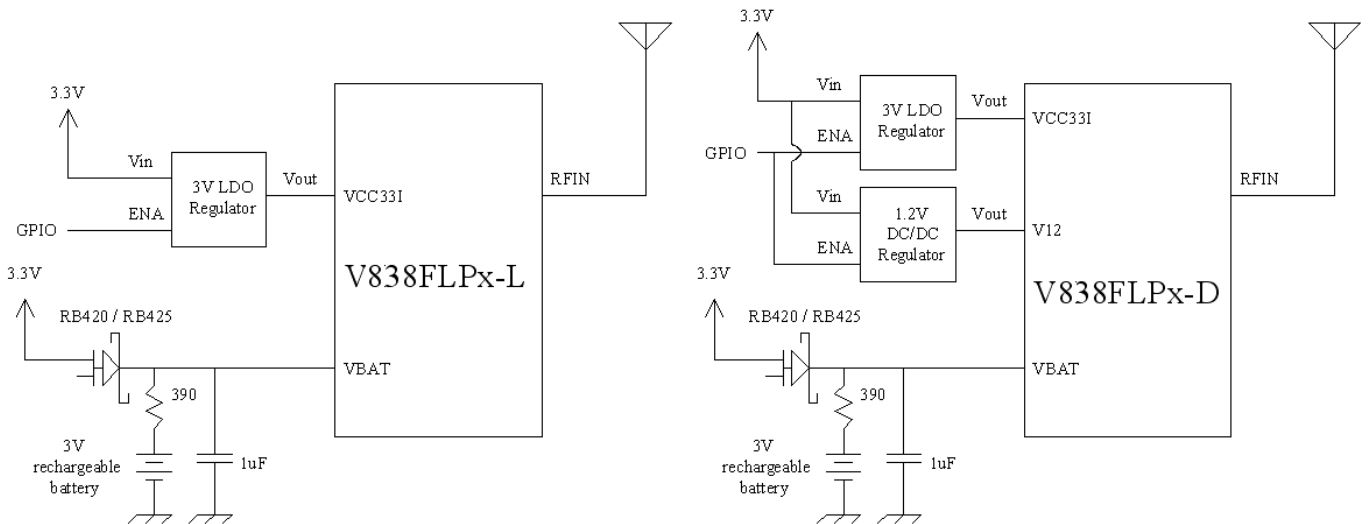 3.3V
Vin
3V LDO
Regulator
Vout
ENA
GPIO
VCC33I
RFIN
V838FLPx-L
3.3V
RB420 / RB425
VBAT
390
3V
rechargeable
battery
1uF
3.3V
Vin
3V LDO
Regulator
Vout
ENA
GPIO
VCC33I
Vin
1.2V
DC/DC
Regulator
Vout
ENA
V12
RFIN
V838FLPx-D
3.3V
RB420 / RB425
VBAT
390
3V
rechargeable
battery
1uF